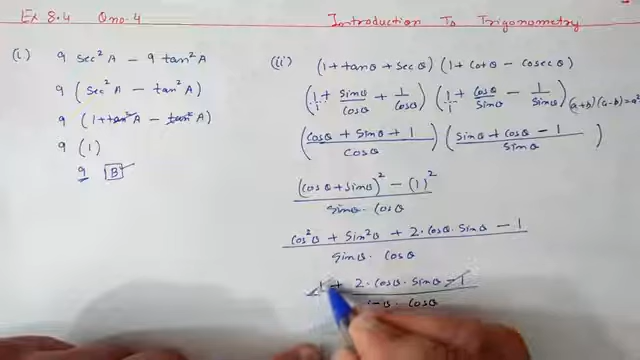 Ex 8.4 Qno-4 Introduction To Trigonometry
(i) 9 sec²A - 9 tan²A
9 (sec²A - tan²A)
9 (1+tan²A - tan²A)
9 (1)
9 B
(ii) (1 + tanθ + secθ) (1 + cotθ - cosecθ)
(1/1 + sinθ/cosθ + 1/cosθ) (1/1 + cosθ/sinθ - 1/sinθ) (a+b)(a-b) = a²
(cosθ + sinθ + 1 / cosθ) (sinθ + cosθ - 1 / sinθ)
(cosθ + sinθ)² - (1)² / sinθ · cosθ
cos²θ + sin²θ + 2·cosθ·sinθ - 1 / sinθ · cosθ
1 + 2·cosθ·sinθ - 1 / cosθ